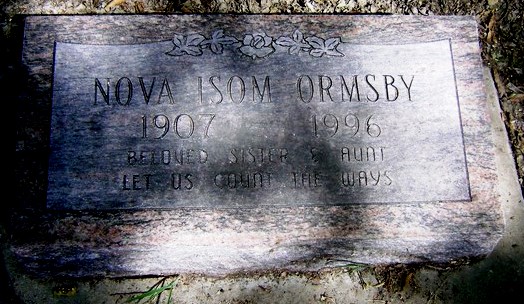 NOVA ISOM ORMSBY
1907 1996
BELOVED SISTER & AUNT
LET US COUNT THE WAYS